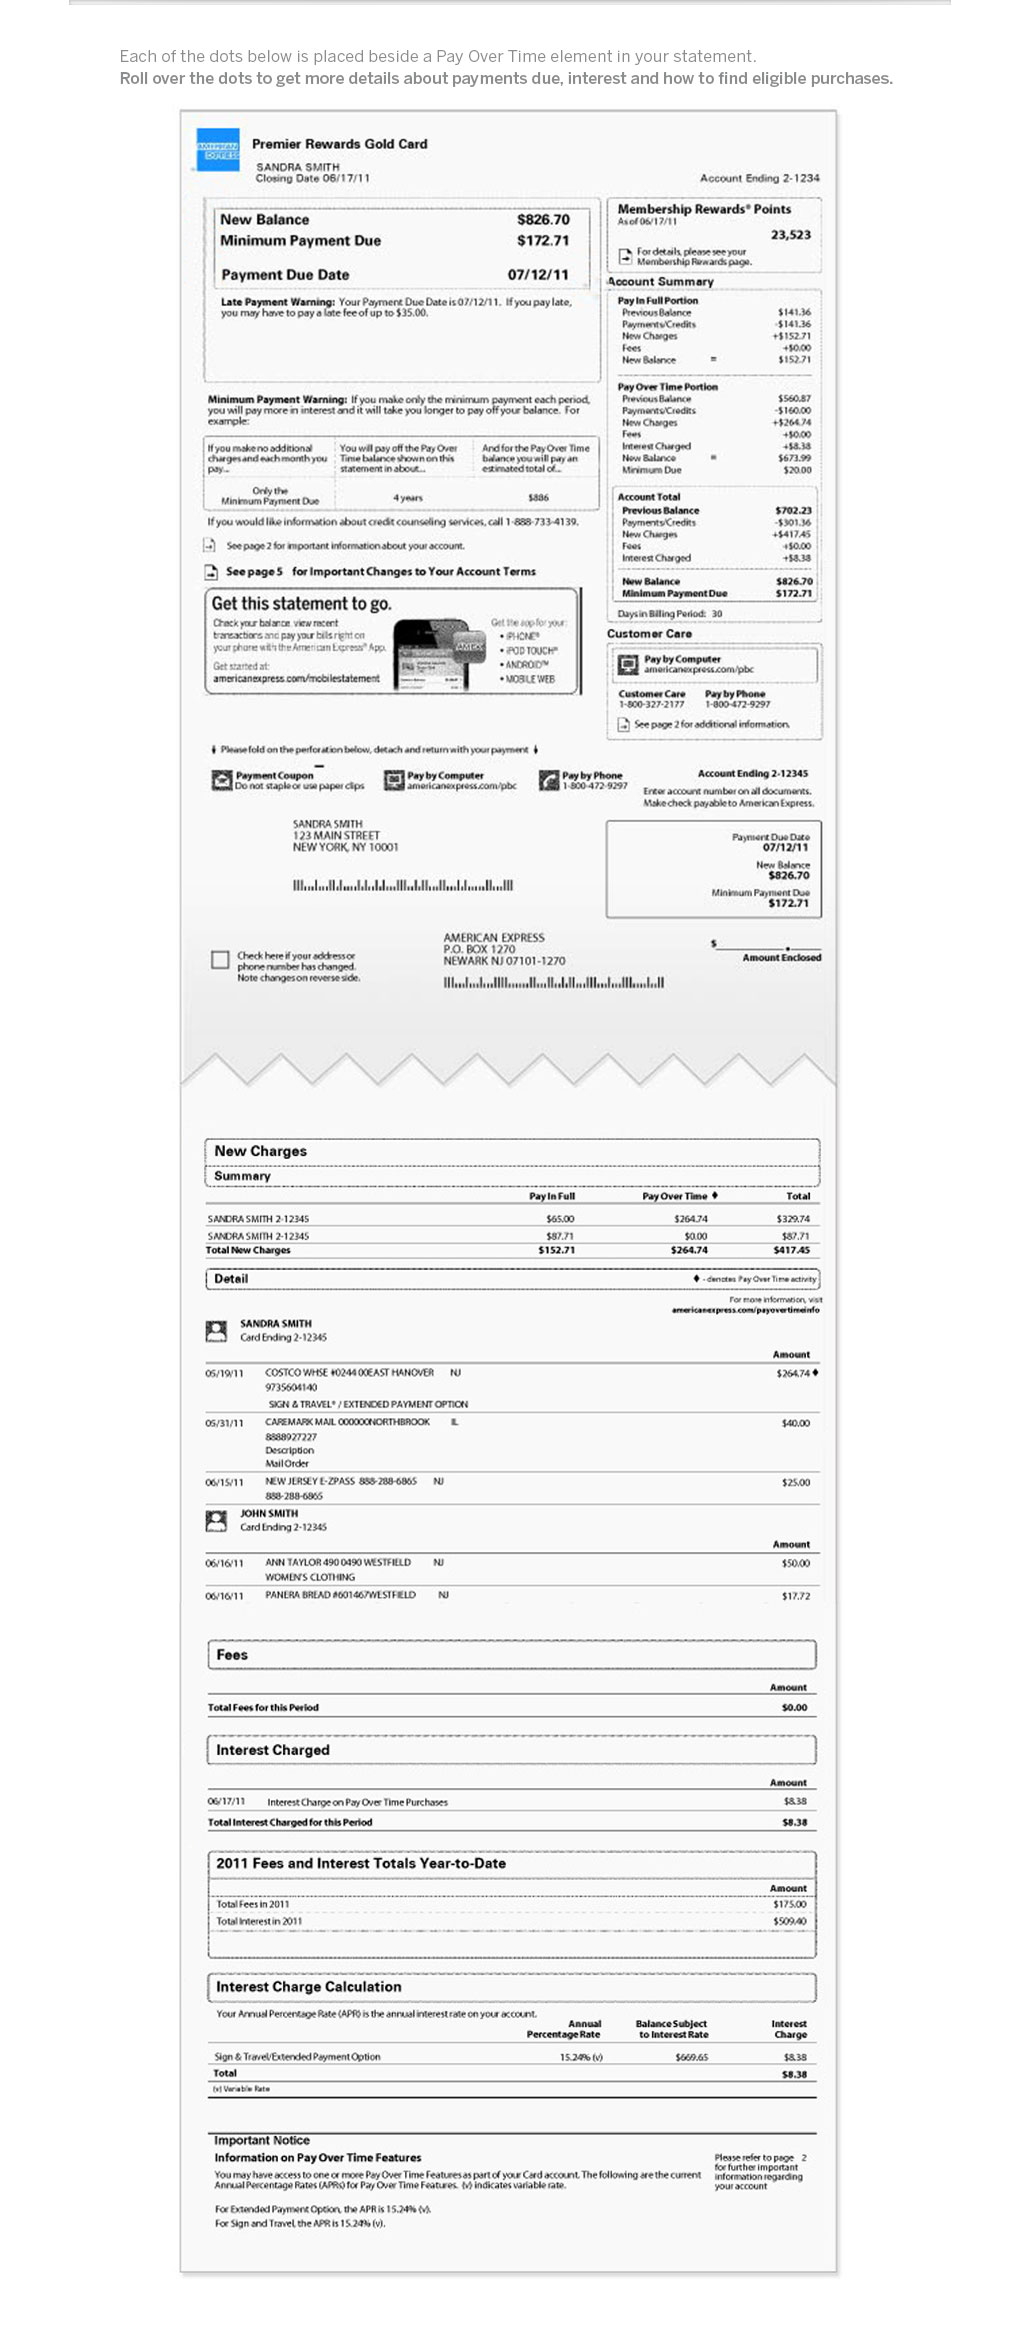 Each of the dots below is placed beside a Pay Over Time element in your statement.
Roll over the dots to get more details about payments due, interest and how to find eligible purchases.
AMERICAN EXPRESS
Premier Rewards Gold Card
SANDRA SMITH
Closing Date 06/17/11
Account Ending 2-1234
New Balance $826.70
Minimum Payment Due $172.71
Payment Due Date 07/12/11
Late Payment Warning: Your Payment Due Date is 07/12/11. If you pay late,
you may have to pay a late fee of up to $35.00.
Minimum Payment Warning: If you make only the minimum payment each period,
you will pay more in interest and it will take you longer to pay off your balance. For
example:
If you make no additional
charges and each month you
pay...
You will pay off the Pay Over
Time balance shown on this
statement in about...
And for the Pay Over Time
balance you will pay an
estimated total of...
Only the
Minimum Payment Due
4 years
$886
If you would like information about credit counseling services, call 1-888-733-4139.
See page 2 for important information about your account.
See page 5 for Important Changes to Your Account Terms
Get this statement to go.
Check your balance, view recent
transactions and pay your bills right on
your phone with the American Express® App.
Get started at:
americanexpress.com/mobilestatement
AMEX
Get the app for your:
• iPHONE®
• iPOD TOUCH®
• ANDROID™
• MOBILE WEB
Membership Rewards® Points
As of 06/17/11
23,523
For details, please see your
Membership Rewards page.
Account Summary
Pay In Full Portion
Previous Balance $141.36
Payments/Credits -$141.36
New Charges +$152.71
Fees +$0.00
New Balance = $152.71
Pay Over Time Portion
Previous Balance $560.87
Payments/Credits -$160.00
New Charges +$264.74
Fees +$0.00
Interest Charged +$8.38
New Balance = $673.99
Minimum Due $20.00
Account Total
Previous Balance $702.23
Payments/Credits -$301.36
New Charges +$417.45
Fees +$0.00
Interest Charged +$8.38
New Balance $826.70
Minimum Payment Due $172.71
Days in Billing Period: 30
Customer Care
Pay by Computer
americanexpress.com/pbc
Customer Care Pay by Phone
1-800-327-2177 1-800-472-9297
See page 2 for additional information.
Please fold on the perforation below, detach and return with your payment
Payment Coupon
Do not staple or use paper clips
Pay by Computer
americanexpress.com/pbc
Pay by Phone
1-800-472-9297
Account Ending 2-12345
Enter account number on all documents.
Make check payable to American Express.
SANDRA SMITH
123 MAIN STREET
NEW YORK, NY 10001
Payment Due Date
07/12/11
New Balance
$826.70
Minimum Payment Due
$172.71
Check here if your address or
phone number has changed.
Note changes on reverse side.
AMERICAN EXPRESS
P.O. BOX 1270
NEWARK NJ 07101-1270
$________.____
Amount Enclosed
New Charges
Summary
Pay In Full Pay Over Time ♦ Total
SANDRA SMITH 2-12345 $65.00 $264.74 $329.74
SANDRA SMITH 2-12345 $87.71 $0.00 $87.71
Total New Charges $152.71 $264.74 $417.45
Detail ♦ - denotes Pay Over Time activity
For more information, visit
americanexpress.com/payovertimeinfo
SANDRA SMITH
Card Ending 2-12345
Amount
05/19/11 COSTCO WHSE #0244 00EAST HANOVER NJ $264.74 ♦
9735604140
SIGN & TRAVEL® / EXTENDED PAYMENT OPTION
05/31/11 CAREMARK MAIL 000000NORTHBROOK IL $40.00
8888927227
Description
Mail Order
06/15/11 NEW JERSEY E-ZPASS 888-288-6865 NJ $25.00
888-288-6865
JOHN SMITH
Card Ending 2-12345
Amount
06/16/11 ANN TAYLOR 490 0490 WESTFIELD NJ $50.00
WOMEN'S CLOTHING
06/16/11 PANERA BREAD #601467WESTFIELD NJ $17.72
Fees
Amount
Total Fees for this Period $0.00
Interest Charged
Amount
06/17/11 Interest Charge on Pay Over Time Purchases $8.38
Total Interest Charged for this Period $8.38
2011 Fees and Interest Totals Year-to-Date
Amount
Total Fees in 2011 $175.00
Total Interest in 2011 $509.40
Interest Charge Calculation
Your Annual Percentage Rate (APR) is the annual interest rate on your account.
Annual
Percentage Rate
Balance Subject
to Interest Rate
Interest
Charge
Sign & Travel/Extended Payment Option 15.24% (v) $669.65 $8.38
Total $8.38
(v) Variable Rate
Important Notice
Information on Pay Over Time Features
You may have access to one or more Pay Over Time Features as part of your Card account. The following are the current
Annual Percentage Rates (APRs) for Pay Over Time Features. (v) indicates variable rate.
For Extended Payment Option, the APR is 15.24% (v).
For Sign and Travel, the APR is 15.24% (v).
Please refer to page 2
for further important
information regarding
your account